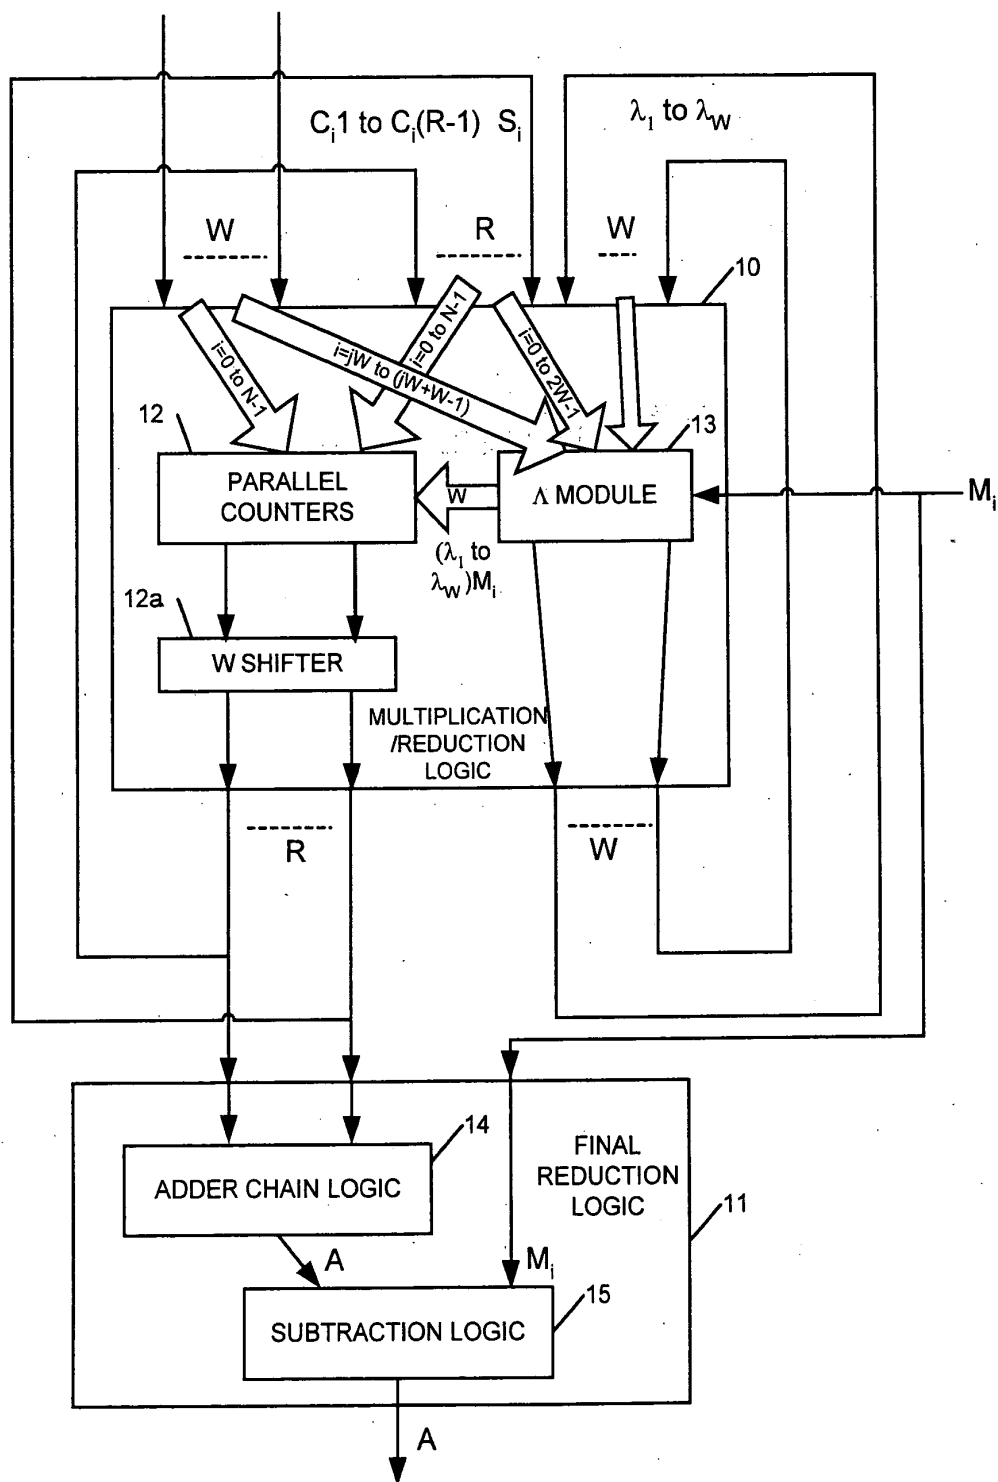 C_i1 to C_i(R-1) S_i
λ_1 to λ_W
W
R
W
10
i=0 to N-1
i=jW to (jW+W-1)
i=0 to N-1
i=0 to 2W-1
12
13
PARALLEL
COUNTERS
W
Λ MODULE
M_i
(λ_1 to
λ_W)M_i
12a
W SHIFTER
MULTIPLICATION
/REDUCTION
LOGIC
R
W
14
FINAL
REDUCTION
LOGIC
ADDER CHAIN LOGIC
11
A
M_i
15
SUBTRACTION LOGIC
A